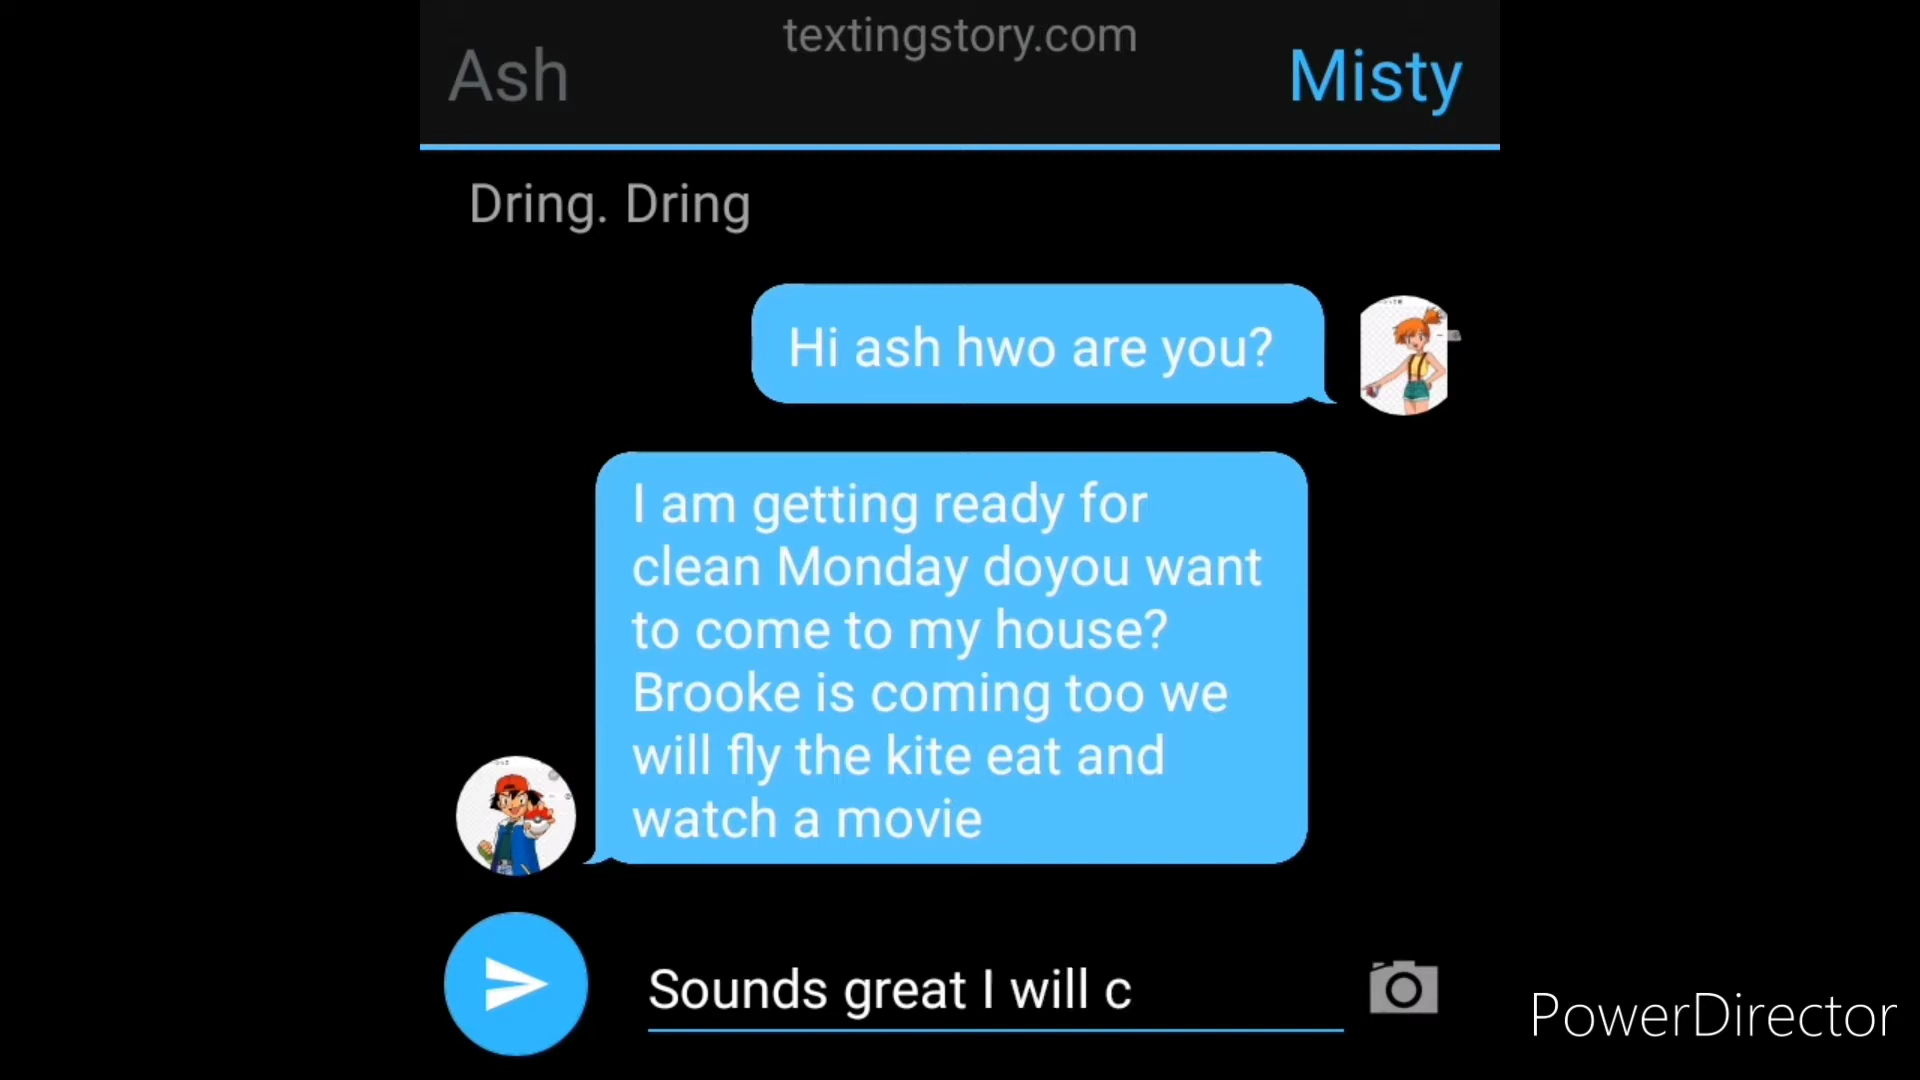 textingstory.com
Ash
Misty
Dring. Dring
Hi ash hwo are you?
I am getting ready for
clean Monday doyou want
to come to my house?
Brooke is coming too we
will fly the kite eat and
watch a movie
Sounds great I will c
PowerDirector